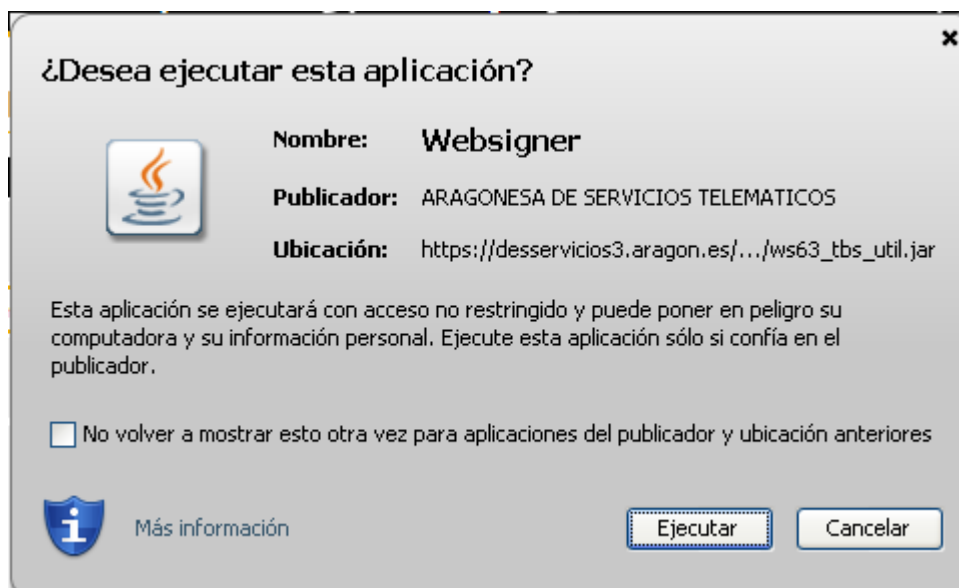 ¿Desea ejecutar esta aplicación?
Nombre: Websigner
Publicador: ARAGONESA DE SERVICIOS TELEMATICOS
Ubicación: https://desservicios3.aragon.es/.../ws63_tbs_util.jar
Esta aplicación se ejecutará con acceso no restringido y puede poner en peligro su
computadora y su información personal. Ejecute esta aplicación sólo si confía en el
publicador.
No volver a mostrar esto otra vez para aplicaciones del publicador y ubicación anteriores
Más información
Ejecutar
Cancelar